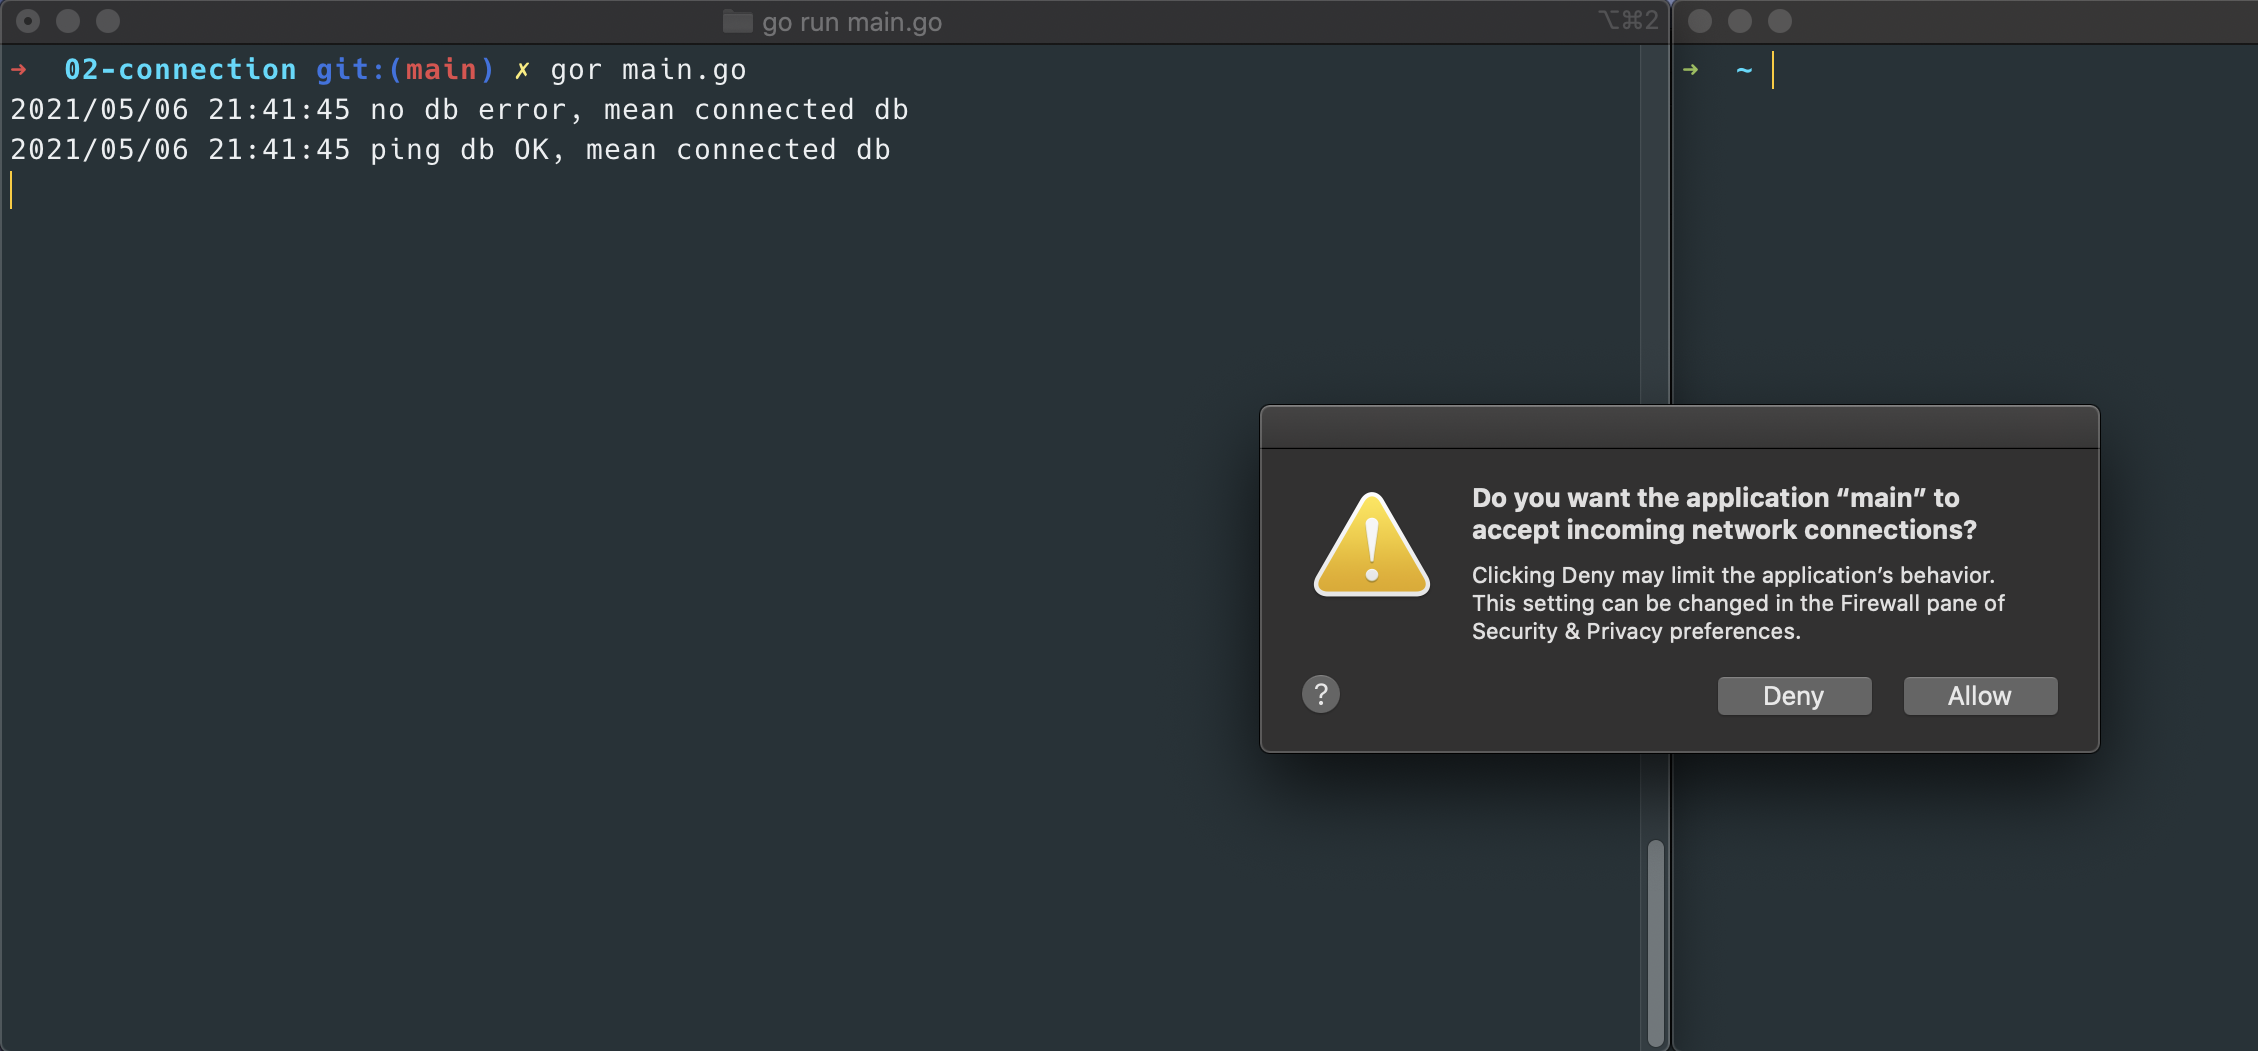 go run main.go
⌥⌘2
➜ 02-connection git:(main) ✗ gor main.go
2021/05/06 21:41:45 no db error, mean connected db
2021/05/06 21:41:45 ping db OK, mean connected db
➜ ~
Do you want the application “main” to
accept incoming network connections?
Clicking Deny may limit the application’s behavior.
This setting can be changed in the Firewall pane of
Security & Privacy preferences.
?
Deny
Allow